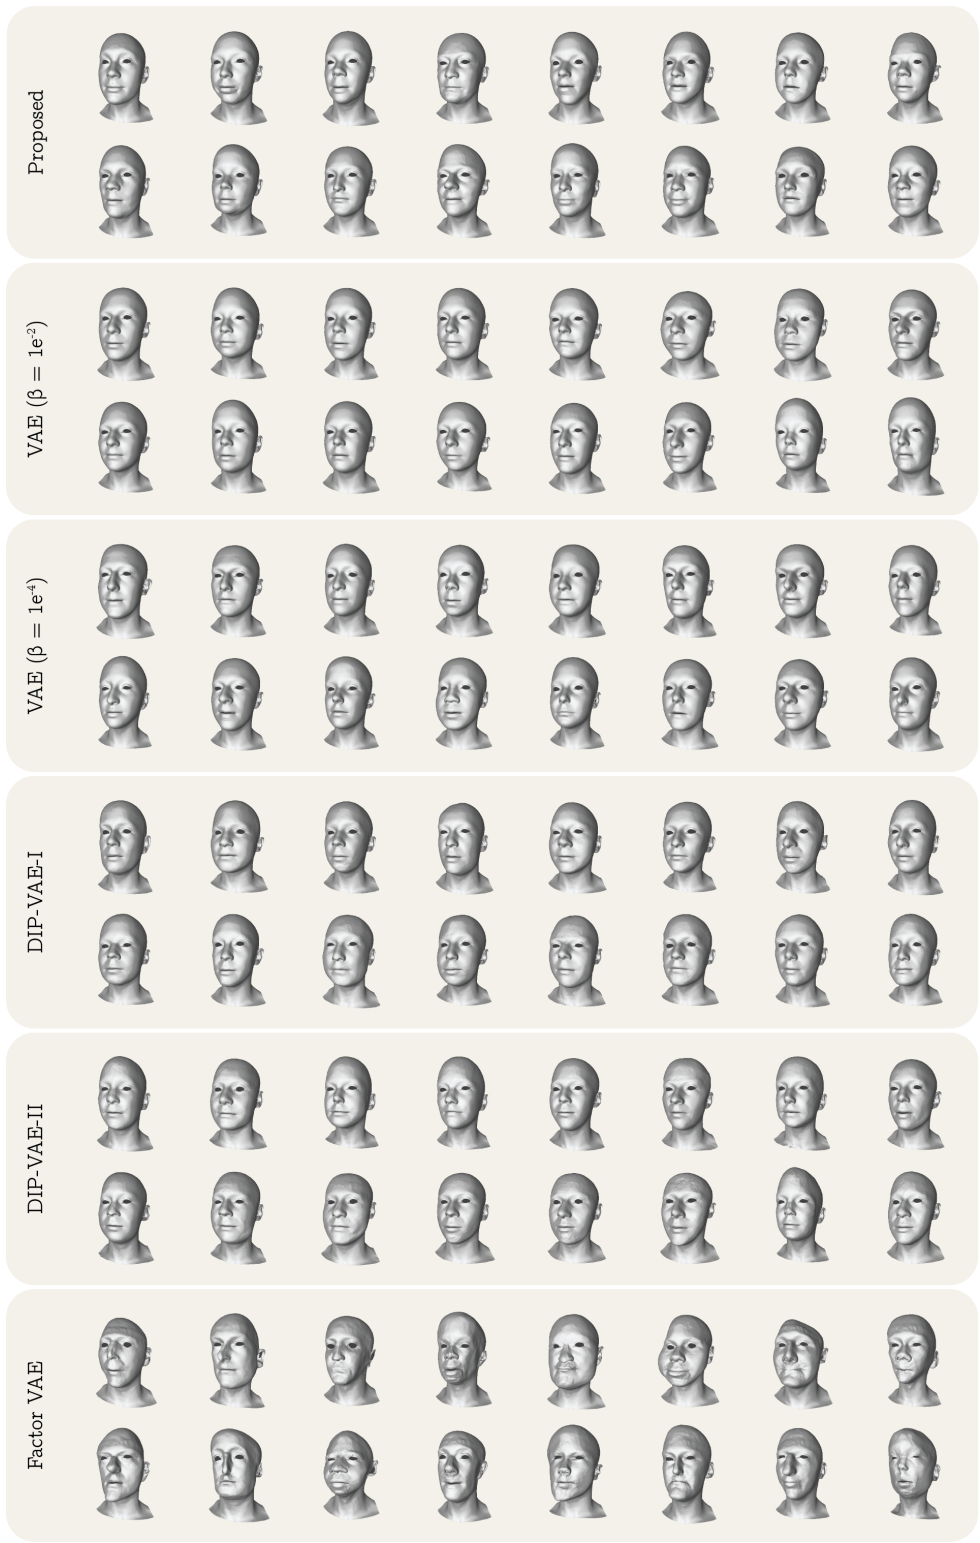 Proposed
VAE (β = 1e⁻²)
VAE (β = 1e⁻⁴)
DIP-VAE-I
DIP-VAE-II
Factor VAE